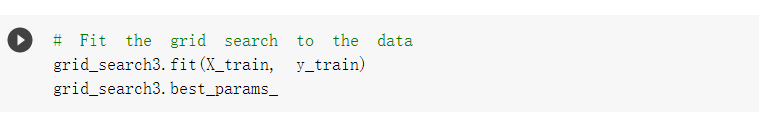 # Fit the grid search to the data
grid_search3.fit(X_train, y_train)
grid_search3.best_params_